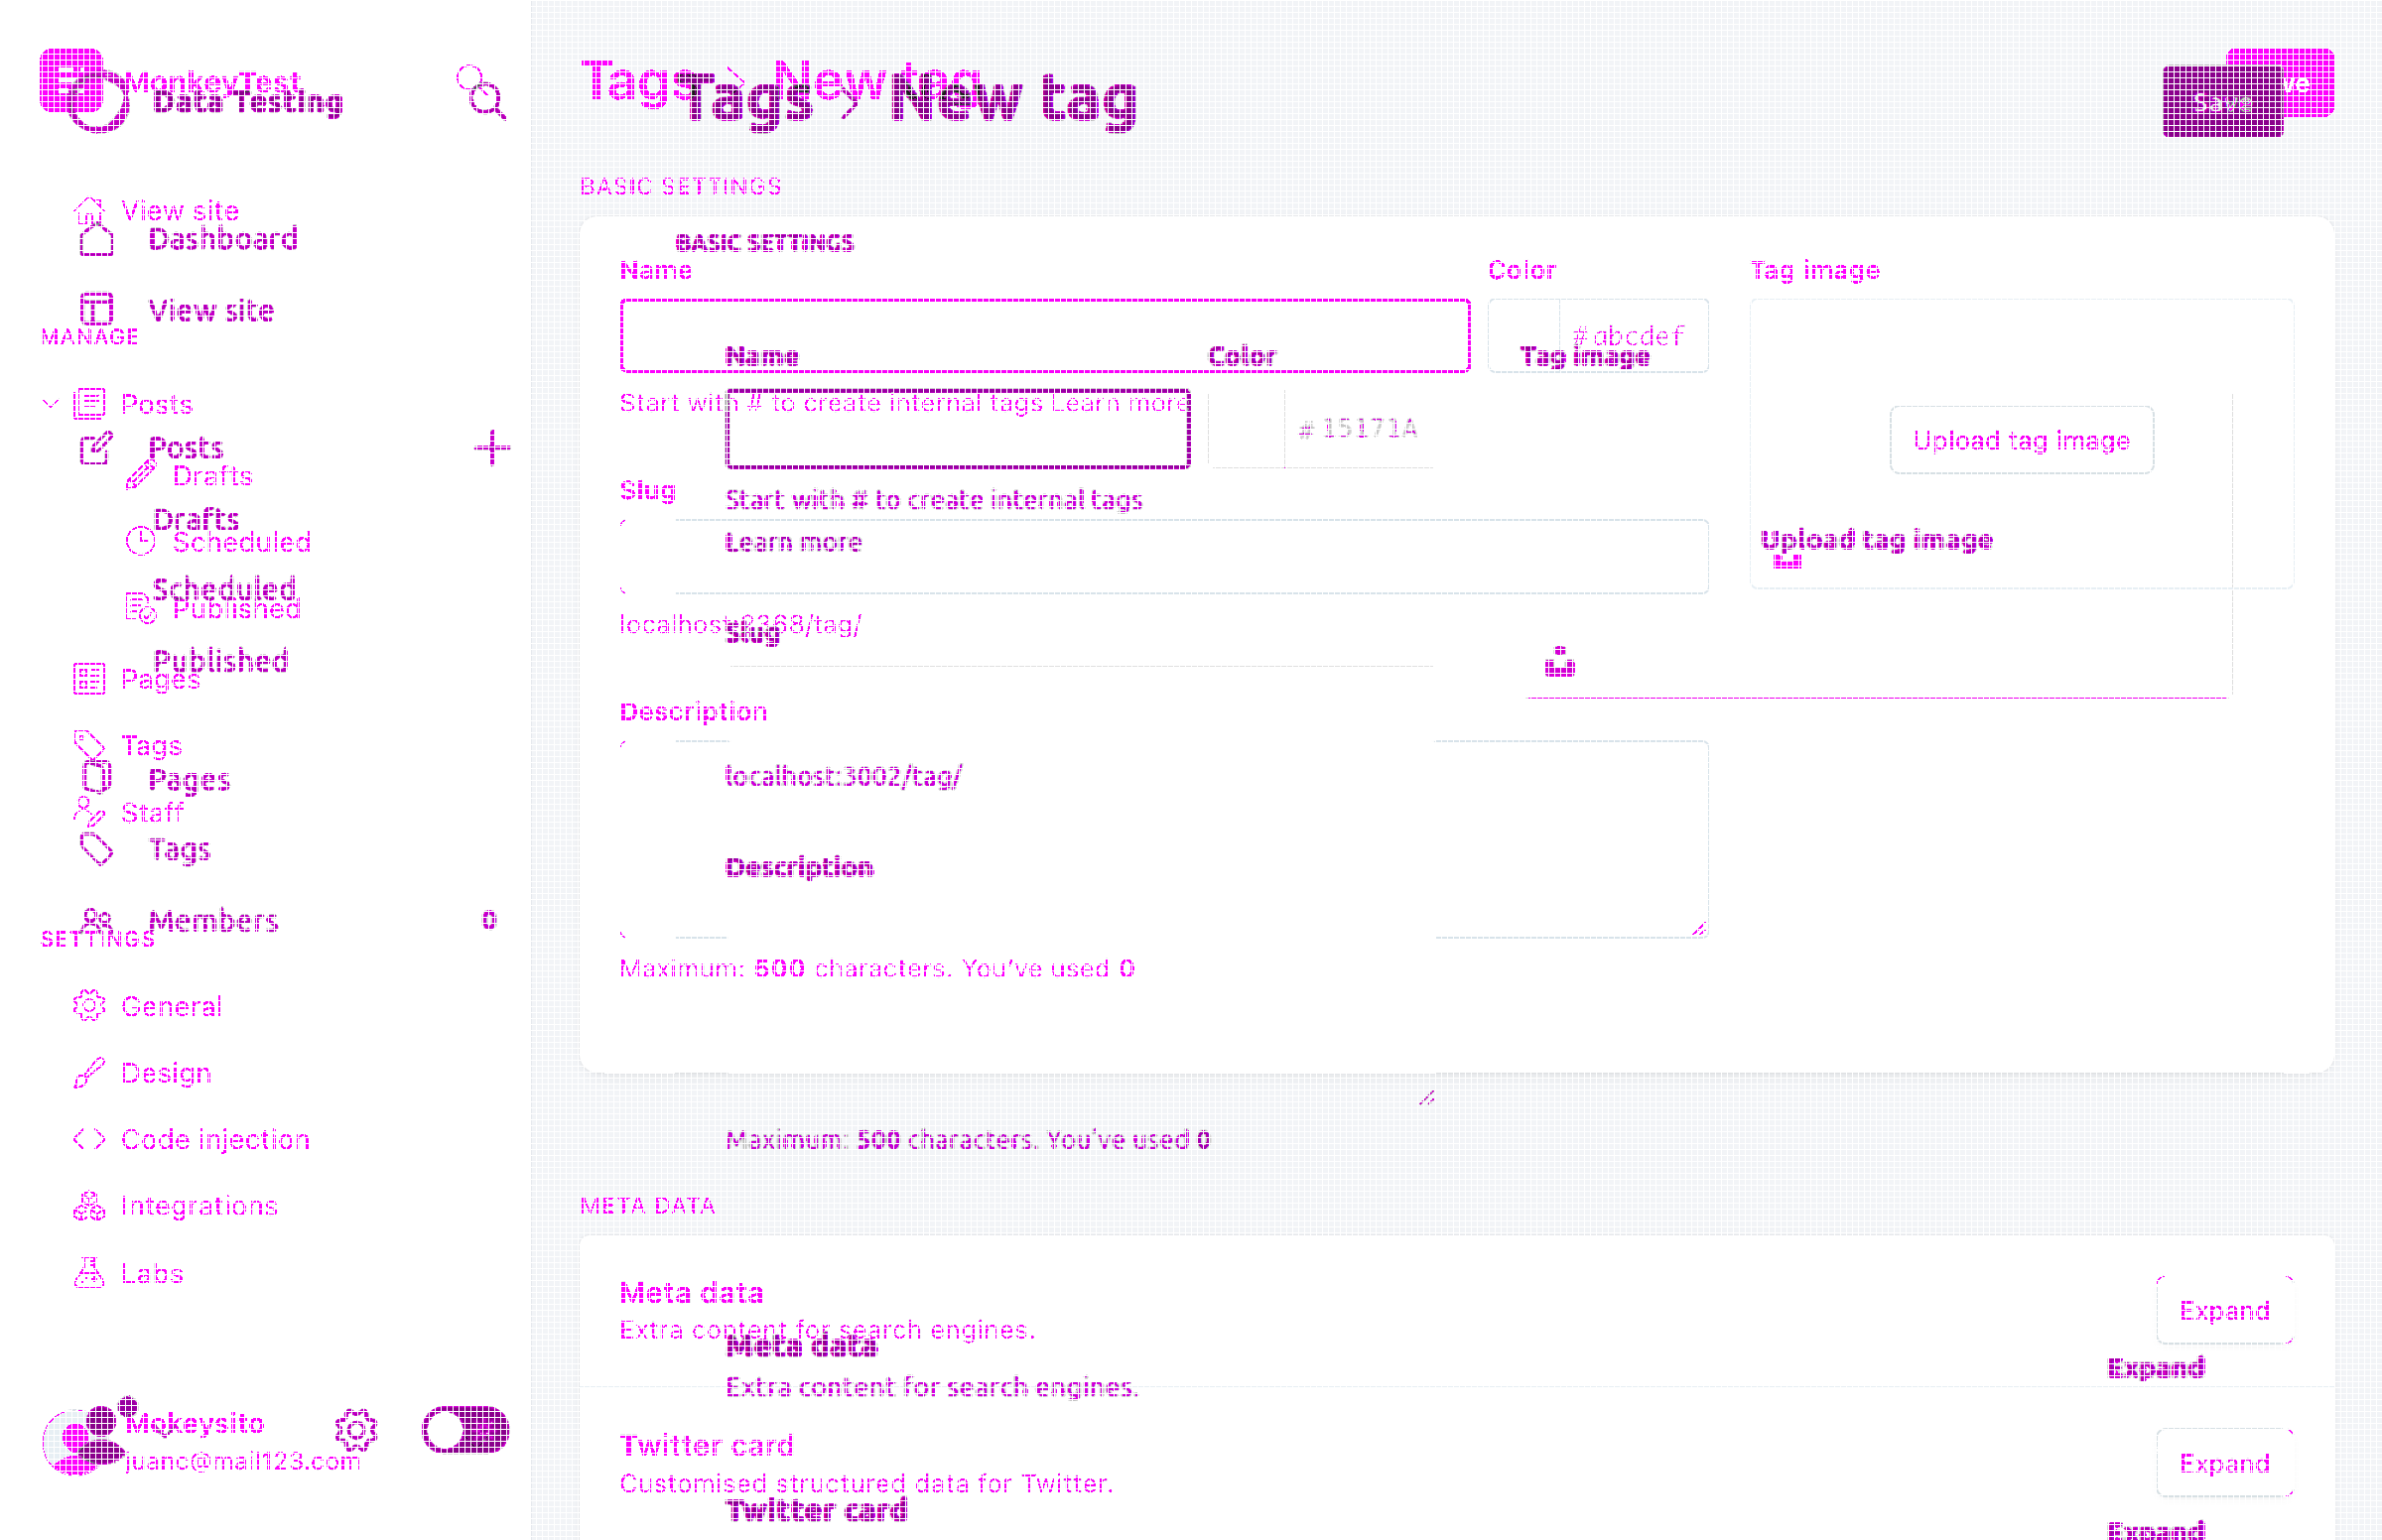 MonkeyTest
Data Testing
View site
Dashboard
View site
MANAGE
Posts
Posts
Drafts
Drafts
Scheduled
Scheduled
Published
Published
Pages
Tags
Pages
Staff
Tags
Members 0
SETTINGS
General
Design
Code injection
Integrations
Labs
Mokeysito
juanc@mail123.com
Tags > New tag
Tags > New tag
Save
BASIC SETTINGS
BASIC SETTINGS
Name Color Tag image
#abcdef
Name Color Tag image
Start with # to create internal tags Learn more
# 15171A
Upload tag image
Slug
Start with # to create internal tags
Learn more
Upload tag image
localhost:2368/tag/
Slug
Description
localhost:3002/tag/
Description
Maximum: 500 characters. You’ve used 0
Maximum: 500 characters. You’ve used 0
META DATA
Meta data
Expand
Extra content for search engines.
Meta data
Expand
Extra content for search engines.
Twitter card
Expand
Customised structured data for Twitter.
Twitter card
Expand